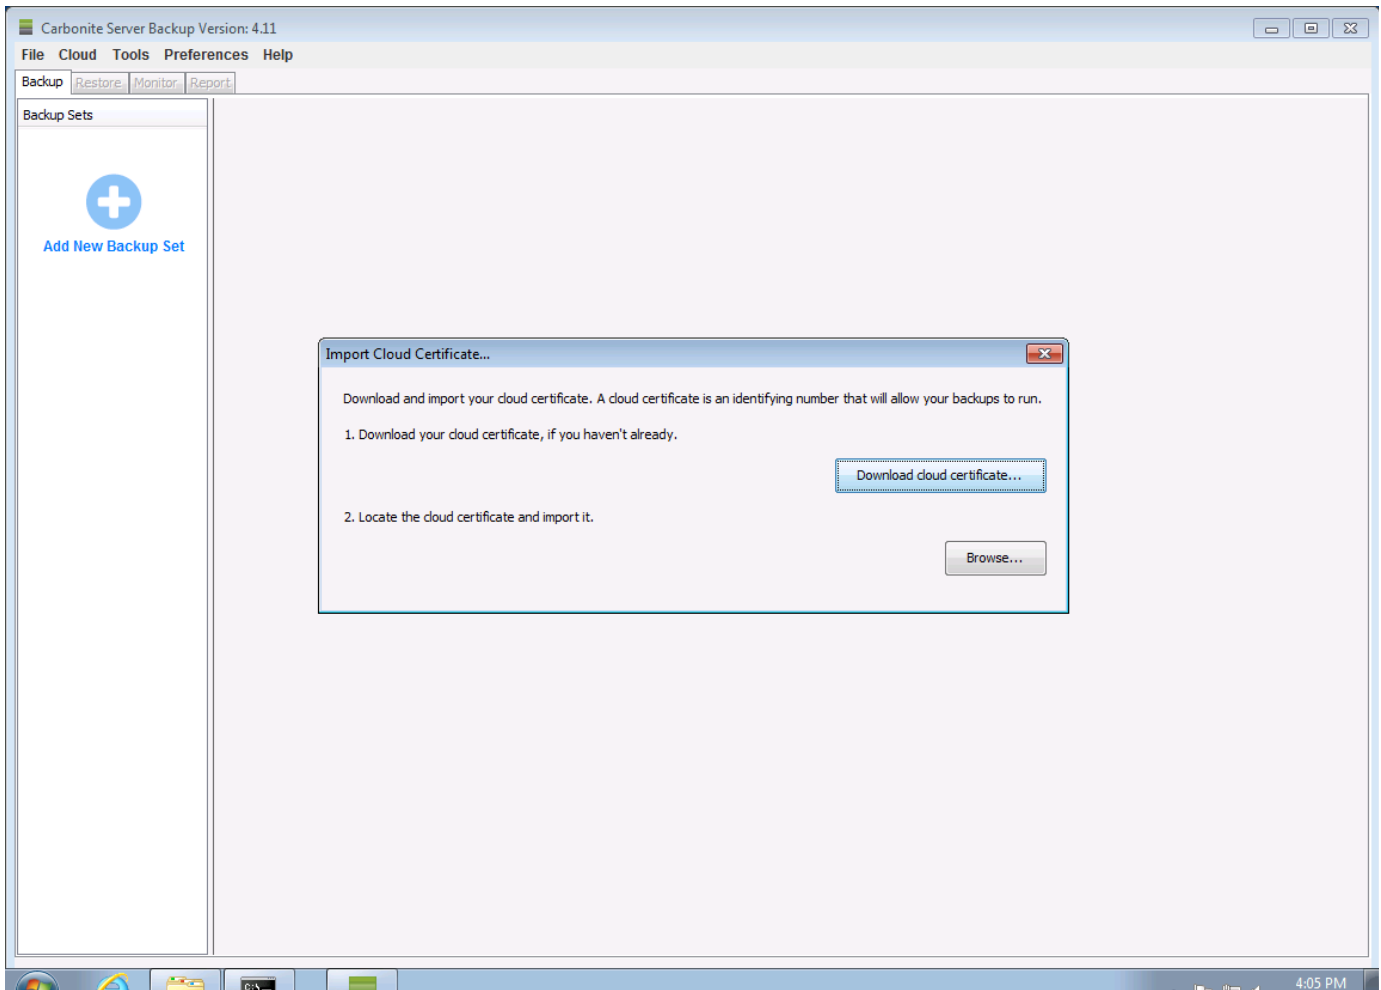 Carbonite Server Backup Version: 4.11
File Cloud Tools Preferences Help
Backup Restore Monitor Report
Backup Sets
Add New Backup Set
Import Cloud Certificate...
Download and import your cloud certificate. A cloud certificate is an identifying number that will allow your backups to run.
1. Download your cloud certificate, if you haven't already.
Download cloud certificate...
2. Locate the cloud certificate and import it.
Browse...
C:\
4:05 PM